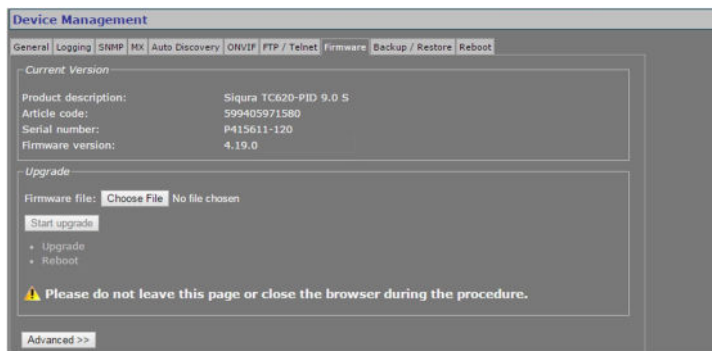 Device Management
General Logging SNMP MX Auto Discovery ONVIF FTP / Telnet Firmware Backup / Restore Reboot
Current Version
Product description: Siqura TC620-PID 9.0 S
Article code: 599405971580
Serial number: P415611-120
Firmware version: 4.19.0
Upgrade
Firmware file: Choose File No file chosen
Start upgrade
• Upgrade
• Reboot
Please do not leave this page or close the browser during the procedure.
Advanced >>